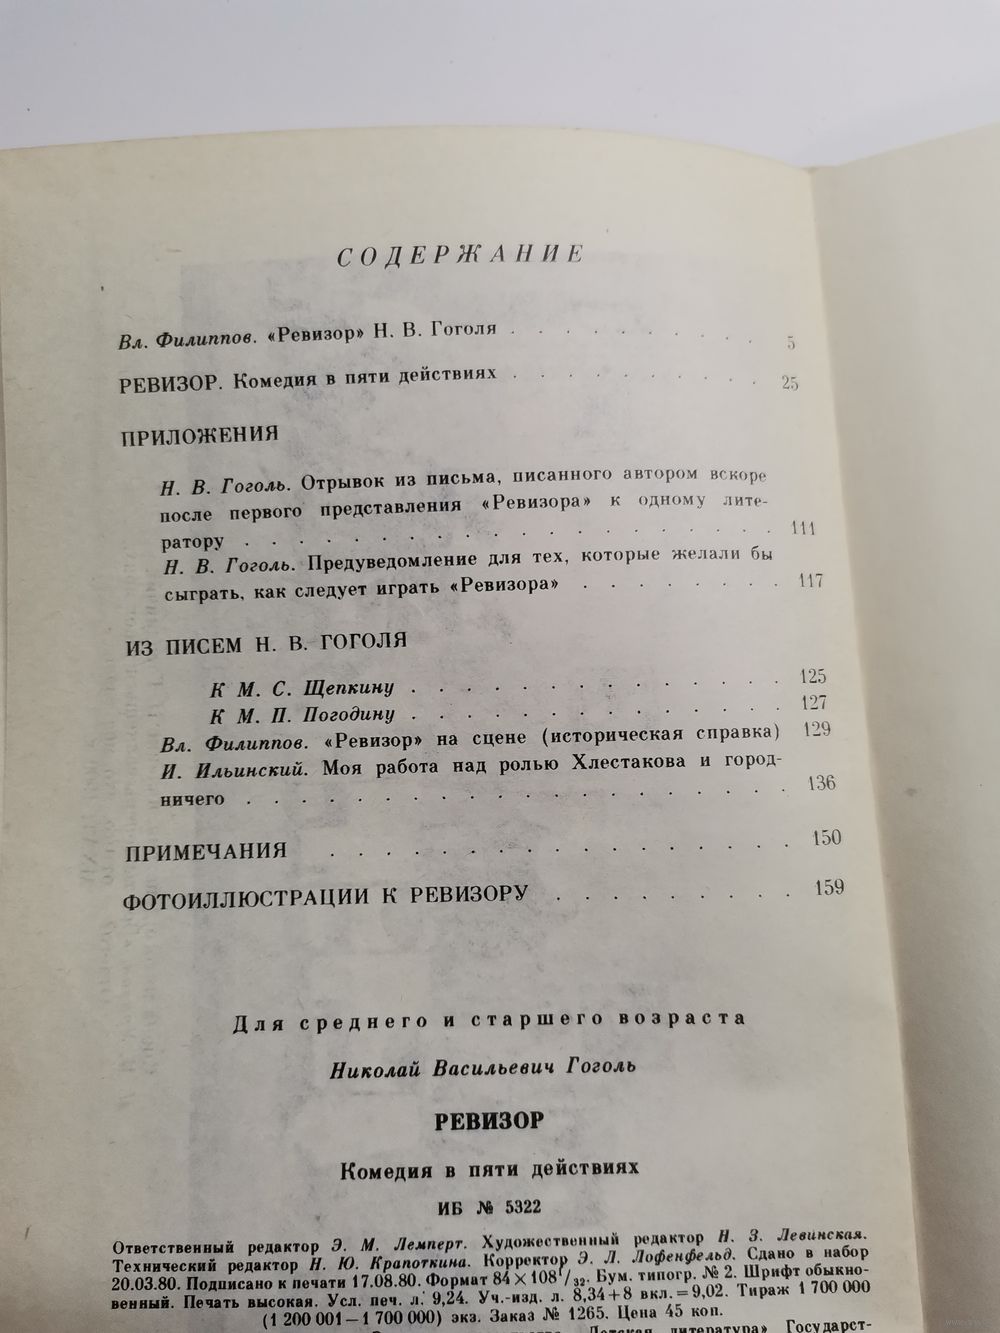 СОДЕРЖАНИЕ
Вл. Филиппов. «Ревизор» Н. В. Гоголя . . . . . . . . . 5
РЕВИЗОР. Комедия в пяти действиях . . . . . . . . . 25
ПРИЛОЖЕНИЯ
Н. В. Гоголь. Отрывок из письма, писанного автором вскоре
после первого представления «Ревизора» к одному лите-
ратору . . . . . . . . . . . . . . . . . . . . 111
Н. В. Гоголь. Предуведомление для тех, которые желали бы
сыграть, как следует играть «Ревизора» . . . . . . . . 117
ИЗ ПИСЕМ Н. В. ГОГОЛЯ
К М. С. Щепкину . . . . . . . . . . . . . . 125
К М. П. Погодину . . . . . . . . . . . . . . 127
Вл. Филиппов. «Ревизор» на сцене (историческая справка) 129
И. Ильинский. Моя работа над ролью Хлестакова и город-
ничего . . . . . . . . . . . . . . . . . . . . 136
ПРИМЕЧАНИЯ . . . . . . . . . . . . . . . . . 150
ФОТОИЛЛЮСТРАЦИИ К РЕВИЗОРУ . . . . . . . . . 159
Для среднего и старшего возраста
Николай Васильевич Гоголь
РЕВИЗОР
Комедия в пяти действиях
ИБ № 5322
Ответственный редактор Э. М. Лемперт. Художественный редактор Н. З. Левинская.
Технический редактор Н. Ю. Крапоткина. Корректор Э. Л. Лофенфельд. Сдано в набор
20.03.80. Подписано к печати 17.08.80. Формат 84×108 1/32. Бум. типогр. № 2. Шрифт обыкно-
венный. Печать высокая. Усл. печ. л. 9,24. Уч.-изд. л. 8,34+8 вкл.=9,02. Тираж 1 700 000
(1 200 001—1 700 000) экз. Заказ № 1265. Цена 45 коп.
Детская литература» Государст-